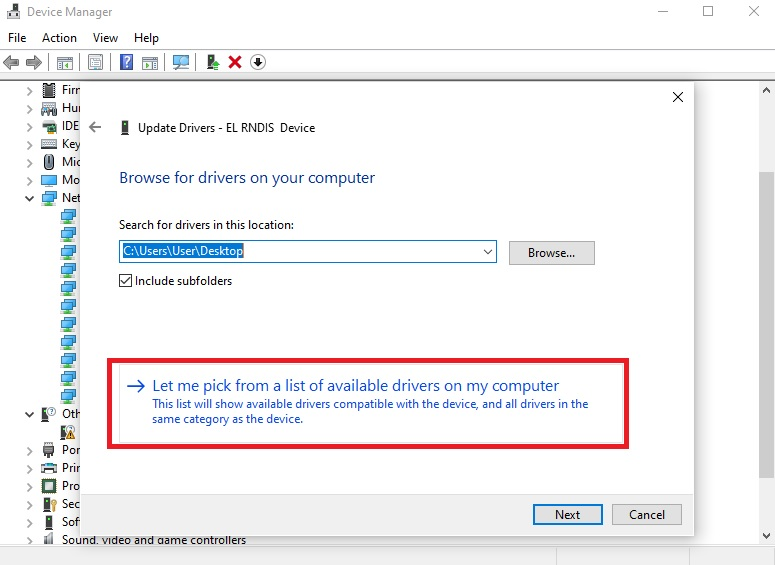 Device Manager
File Action View Help
Firm
Hum
IDE
Key
Mic
Mo
Net
Update Drivers - EL RNDIS Device
Browse for drivers on your computer
Search for drivers in this location:
C:\Users\User\Desktop
Browse...
Include subfolders
Let me pick from a list of available drivers on my computer
This list will show available drivers compatible with the device, and all drivers in the
same category as the device.
Oth
Por
Prin
Pro
Sec
Sof
Next Cancel
Sound, video and game controllers